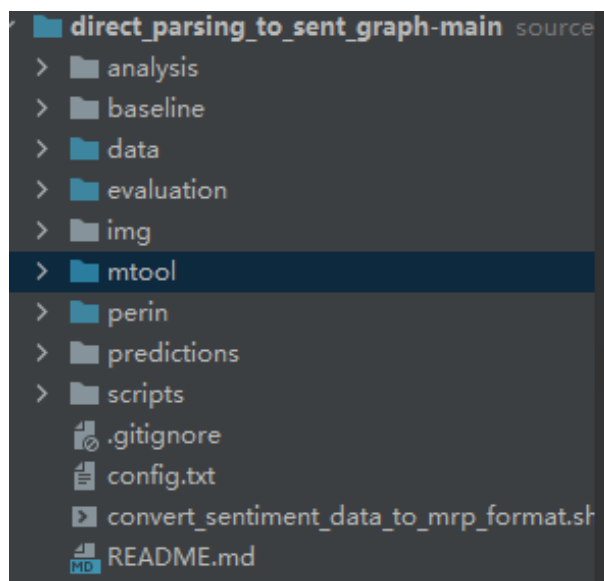 direct_parsing_to_sent_graph-main source
analysis
baseline
data
evaluation
img
mtool
perin
predictions
scripts
.gitignore
config.txt
convert_sentiment_data_to_mrp_format.sh
MD README.md